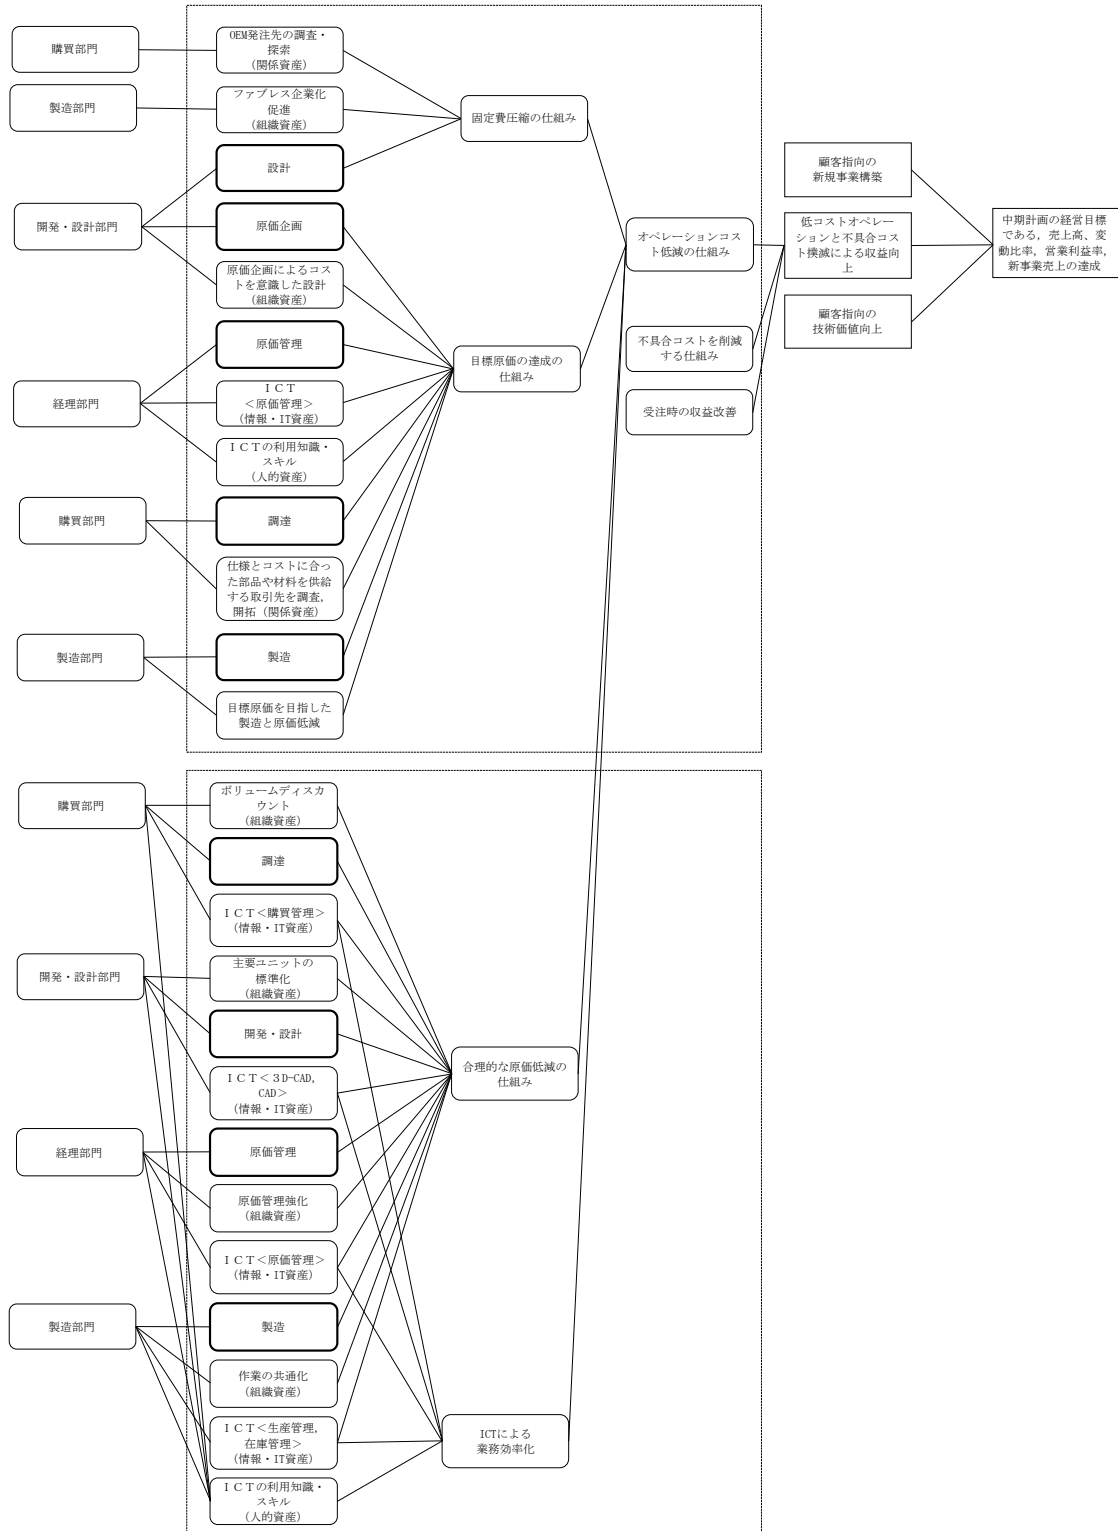 購買部門
OEM発注先の調査・
探索
(関係資産)
製造部門
ファブレス企業化
促進
(組織資産)
固定費圧縮の仕組み
設計
開発・設計部門
原価企画
原価企画によるコス
トを意識した設計
(組織資産)
オペレーションコス
ト低減の仕組み
顧客指向の
新規事業構築
低コストオペレー
ションと不具合コス
ト撲滅による収益向
上
顧客指向の
技術価値向上
中期計画の経営目標
である，売上高、変
動比率，営業利益率，
新事業売上の達成
原価管理
経理部門
ＩＣＴ
＜原価管理＞
(情報・IT資産)
ＩＣＴの利用知識・
スキル
(人的資産)
目標原価の達成の
仕組み
不具合コストを削減
する仕組み
受注時の収益改善
購買部門
調達
仕様とコストに合っ
た部品や材料を供給
する取引先を調査，
開拓（関係資産）
製造部門
製造
目標原価を目指した
製造と原価低減
購買部門
ボリュームディスカ
ウント
(組織資産)
調達
ＩＣＴ＜購買管理＞
(情報・IT資産)
開発・設計部門
主要ユニットの
標準化
(組織資産)
開発・設計
ＩＣＴ＜３D-CAD，
CAD＞
(情報・IT資産)
合理的な原価低減の
仕組み
経理部門
原価管理
原価管理強化
(組織資産)
ＩＣＴ＜原価管理＞
(情報・IT資産)
製造部門
製造
作業の共通化
(組織資産)
ＩＣＴ＜生産管理，
在庫管理＞
(情報・IT資産)
ICTによる
業務効率化
ＩＣＴの利用知識・
スキル
(人的資産)